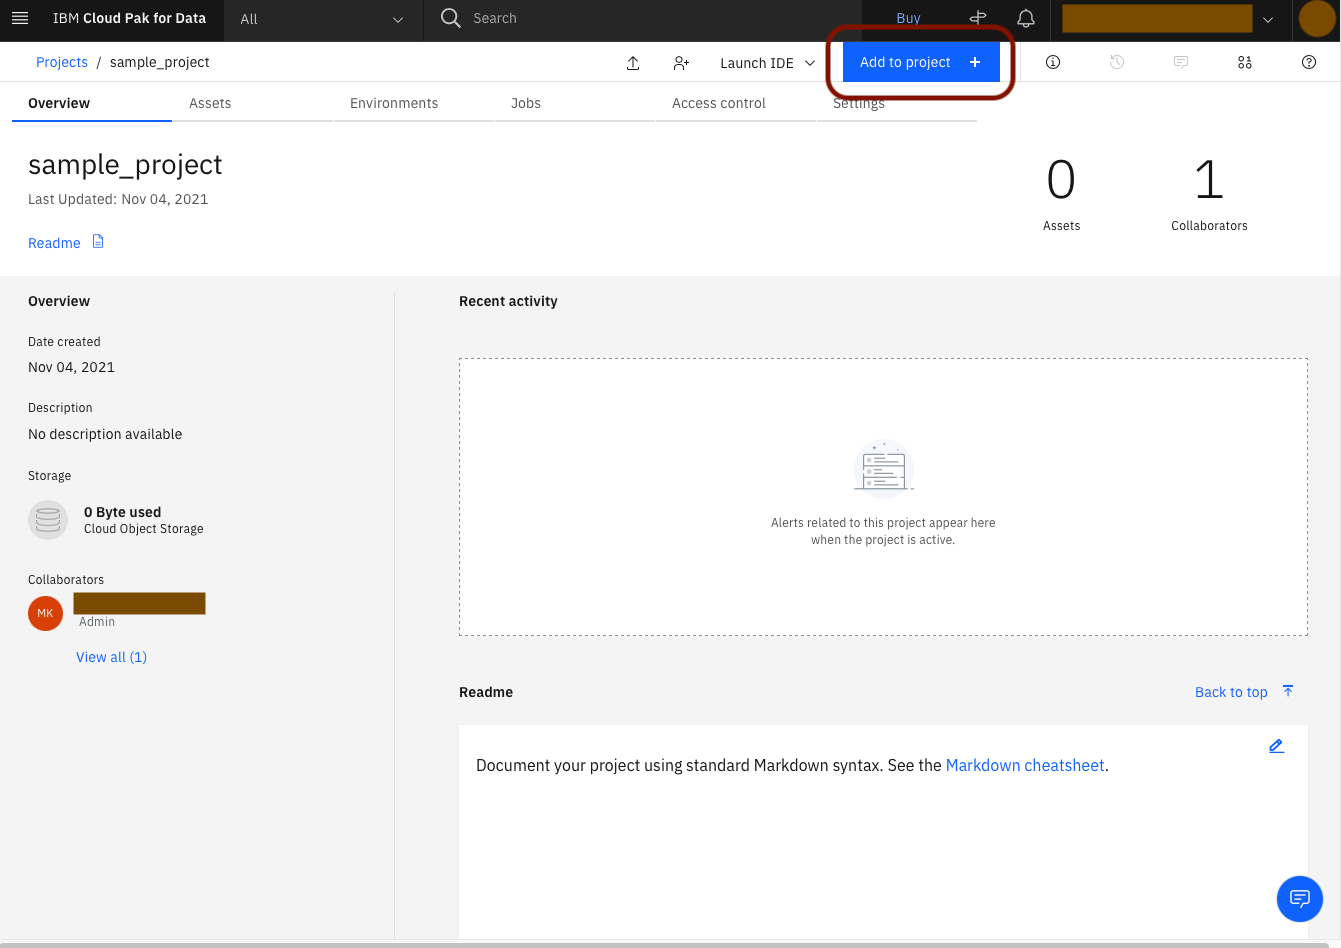 IBM Cloud Pak for Data
All
Search
Buy
Projects / sample_project
Launch IDE
Add to project +
Overview
Assets
Environments
Jobs
Access control
Settings
sample_project
Last Updated: Nov 04, 2021
Readme
0
Assets
1
Collaborators
Overview
Date created
Nov 04, 2021
Description
No description available
Storage
0 Byte used
Cloud Object Storage
Collaborators
MK
Admin
View all (1)
Recent activity
Alerts related to this project appear here
when the project is active.
Readme
Back to top
Document your project using standard Markdown syntax. See the Markdown cheatsheet.